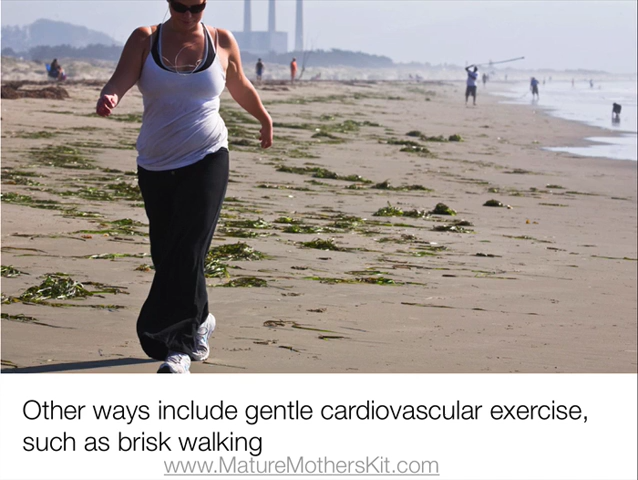 Other ways include gentle cardiovascular exercise,
such as brisk walking
www.MatureMothersKit.com